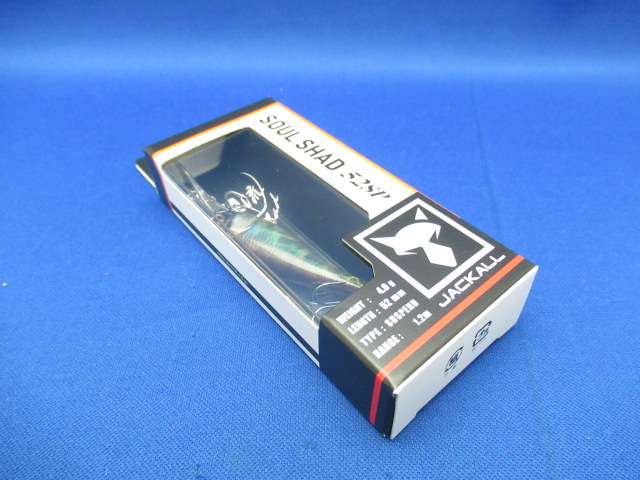 SOUL SHAD 52SP
JACKALL
WEIGHT : 4.9 g
LENGTH : 52 mm
TYPE : SUSPEND
RANGE : 1.2m